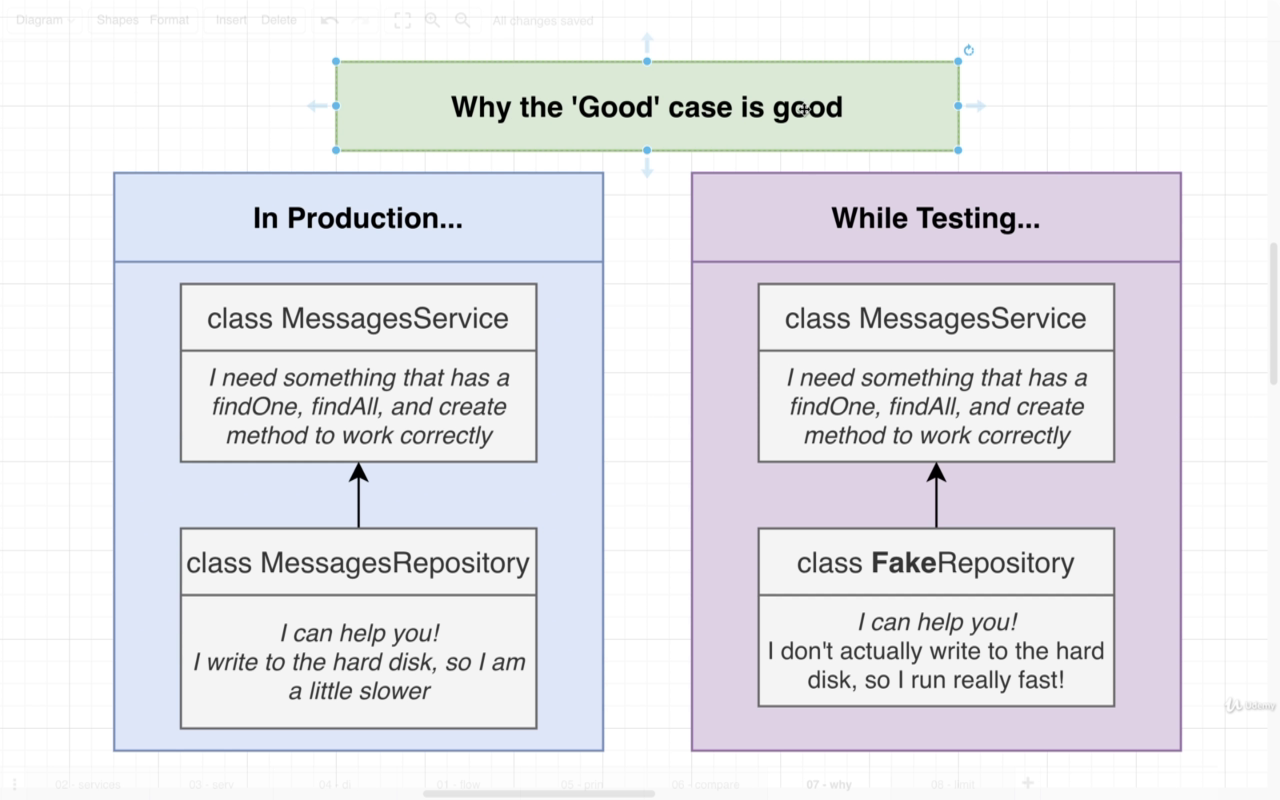 Diagram Shapes Format Insert Delete All changes saved
Why the 'Good' case is good
In Production...
class MessagesService
I need something that has a
findOne, findAll, and create
method to work correctly
class MessagesRepository
I can help you!
I write to the hard disk, so I am
a little slower
While Testing...
class MessagesService
I need something that has a
findOne, findAll, and create
method to work correctly
class FakeRepository
I can help you!
I don't actually write to the hard
disk, so I run really fast!
Udemy
02 - services 03 - serv 04 - di 01 - flow 05 - prin 06 - compare 07 - why 08 - limit